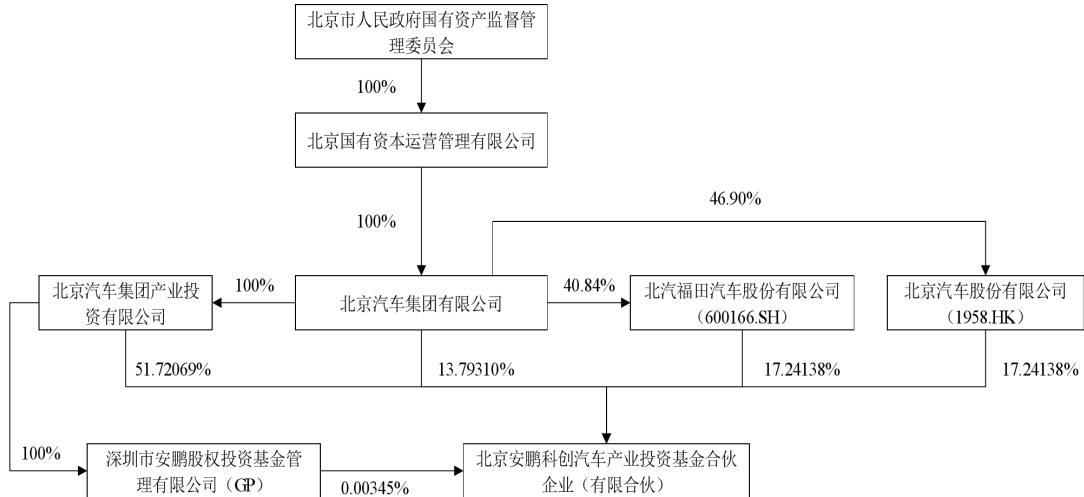 北京市人民政府国有资产监督管
理委员会
100%
北京国有资本运营管理有限公司
100%
46.90%
北京汽车集团产业投
资有限公司
100%
北京汽车集团有限公司
40.84%
北汽福田汽车股份有限公司
（600166.SH）
北京汽车股份有限公司
（1958.HK）
51.72069%
13.79310%
17.24138%
17.24138%
100%
深圳市安鹏股权投资基金管
理有限公司（GP）
0.00345%
北京安鹏科创汽车产业投资基金合伙
企业（有限合伙）